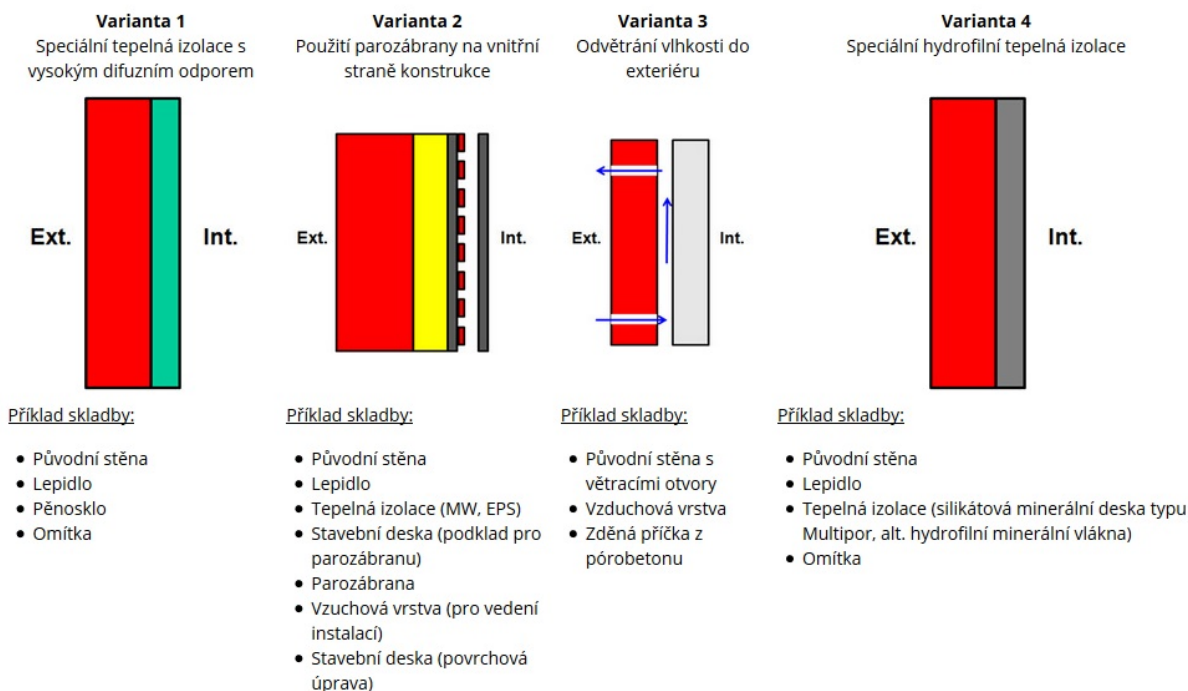 Varianta 1
Speciální tepelná izolace s
vysokým difuzním odporem
Ext.
Int.
Příklad skladby:
• Původní stěna
• Lepidlo
• Pěnosklo
• Omítka
Varianta 2
Použití parozábrany na vnitřní
straně konstrukce
Ext.
Int.
Příklad skladby:
• Původní stěna
• Lepidlo
• Tepelná izolace (MW, EPS)
• Stavební deska (podklad pro
parozábranu)
• Parozábrana
• Vzuchová vrstva (pro vedení
instalací)
• Stavební deska (povrchová
úprava)
Varianta 3
Odvětrání vlhkosti do
exteriéru
Ext.
Int.
Příklad skladby:
• Původní stěna s
větracími otvory
• Vzduchová vrstva
• Zděná příčka z
pórobetonu
Varianta 4
Speciální hydrofilní tepelná izolace
Ext.
Int.
Příklad skladby:
• Původní stěna
• Lepidlo
• Tepelná izolace (silikátová minerální deska typu
Multipor, alt. hydrofilní minerální vlákna)
• Omítka